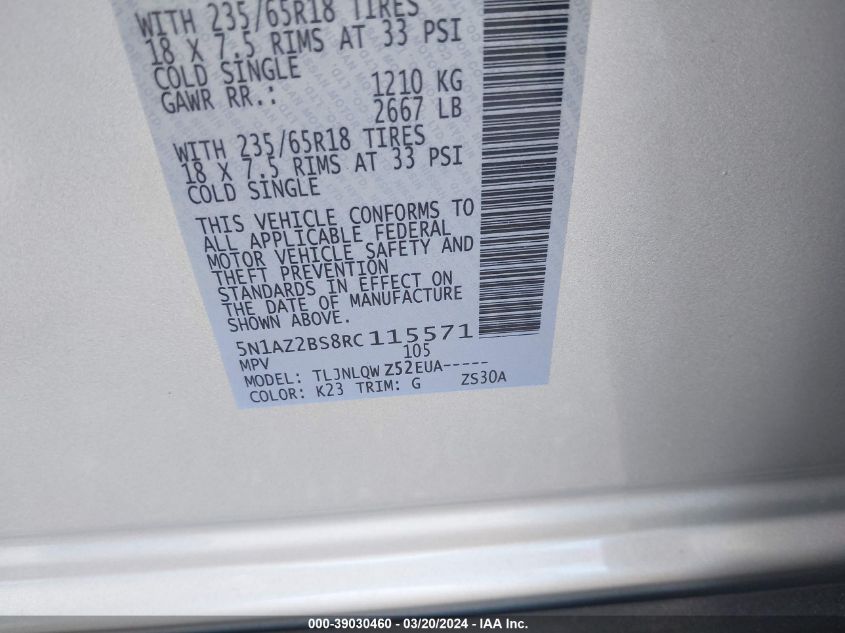 WITH 235/65R18 TIRES
18 X 7.5 RIMS AT 33 PSI
COLD SINGLE
GAWR RR.: 1210 KG
2667 LB
WITH 235/65R18 TIRES
18 X 7.5 RIMS AT 33 PSI
COLD SINGLE
THIS VEHICLE CONFORMS TO
ALL APPLICABLE FEDERAL
MOTOR VEHICLE SAFETY AND
THEFT PREVENTION
STANDARDS IN EFFECT ON
THE DATE OF MANUFACTURE
SHOWN ABOVE.
5N1AZ2BS8RC115571
MPV 105
MODEL: TLJNLQWZ52EUA-----
COLOR: K23 TRIM: G ZS30A
000-39030460 - 03/20/2024 - IAA Inc.